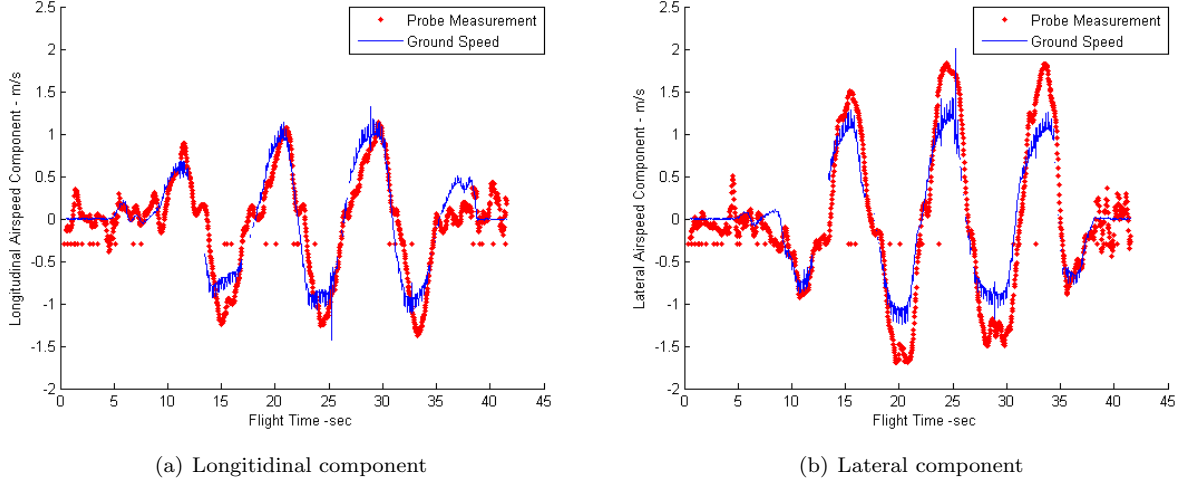 2.5
2
1.5
1
0.5
0
-0.5
-1
-1.5
-2
0 5 10 15 20 25 30 35 40 45
Longitudinal Airspeed Component - m/s
Flight Time -sec
Probe Measurement
Ground Speed
(a) Longitidinal component
2.5
2
1.5
1
0.5
0
-0.5
-1
-1.5
-2
0 5 10 15 20 25 30 35 40 45
Lateral Airspeed Component - m/s
Flight Time -sec
Probe Measurement
Ground Speed
(b) Lateral component